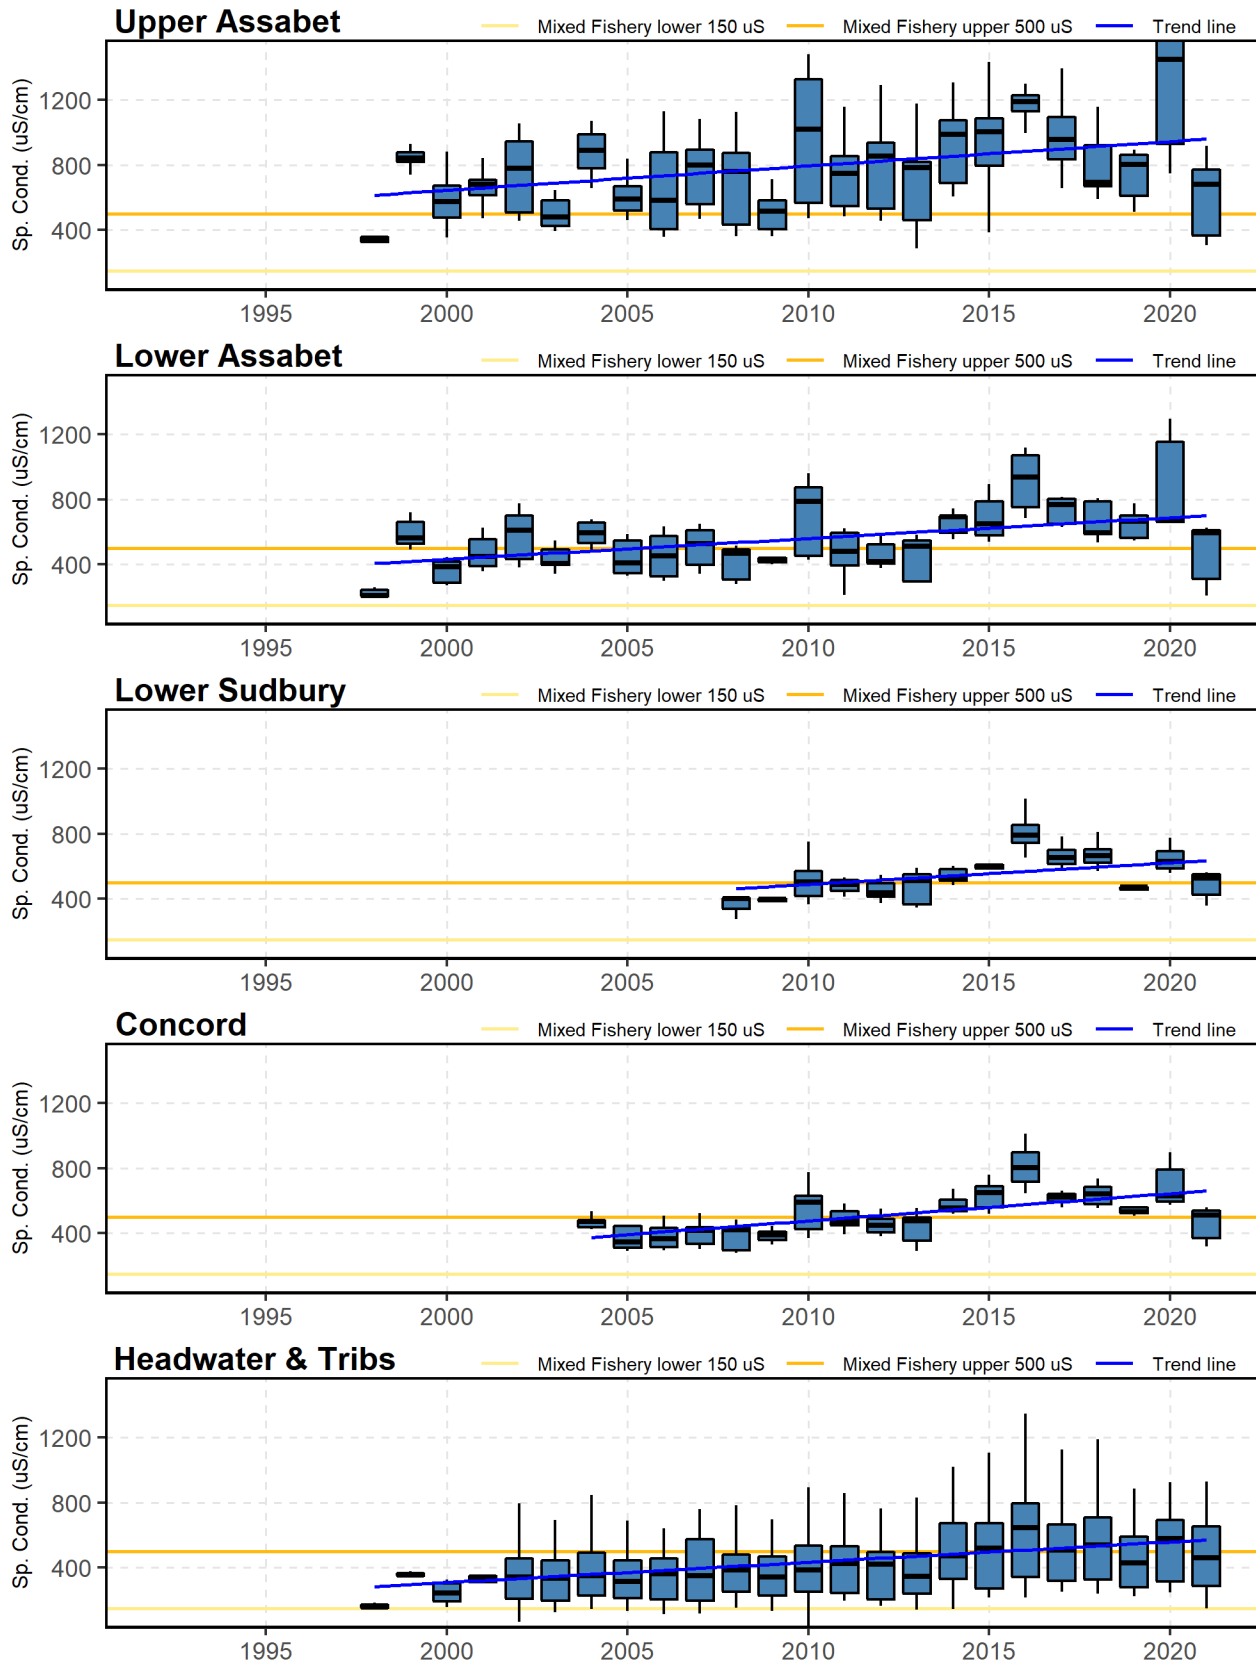 Upper Assabet
Mixed Fishery lower 150 uS Mixed Fishery upper 500 uS Trend line
Sp. Cond. (uS/cm)
1200
800
400
1995 2000 2005 2010 2015 2020
Lower Assabet
Mixed Fishery lower 150 uS Mixed Fishery upper 500 uS Trend line
Sp. Cond. (uS/cm)
1200
800
400
1995 2000 2005 2010 2015 2020
Lower Sudbury
Mixed Fishery lower 150 uS Mixed Fishery upper 500 uS Trend line
Sp. Cond. (uS/cm)
1200
800
400
1995 2000 2005 2010 2015 2020
Concord
Mixed Fishery lower 150 uS Mixed Fishery upper 500 uS Trend line
Sp. Cond. (uS/cm)
1200
800
400
1995 2000 2005 2010 2015 2020
Headwater & Tribs
Mixed Fishery lower 150 uS Mixed Fishery upper 500 uS Trend line
Sp. Cond. (uS/cm)
1200
800
400
1995 2000 2005 2010 2015 2020